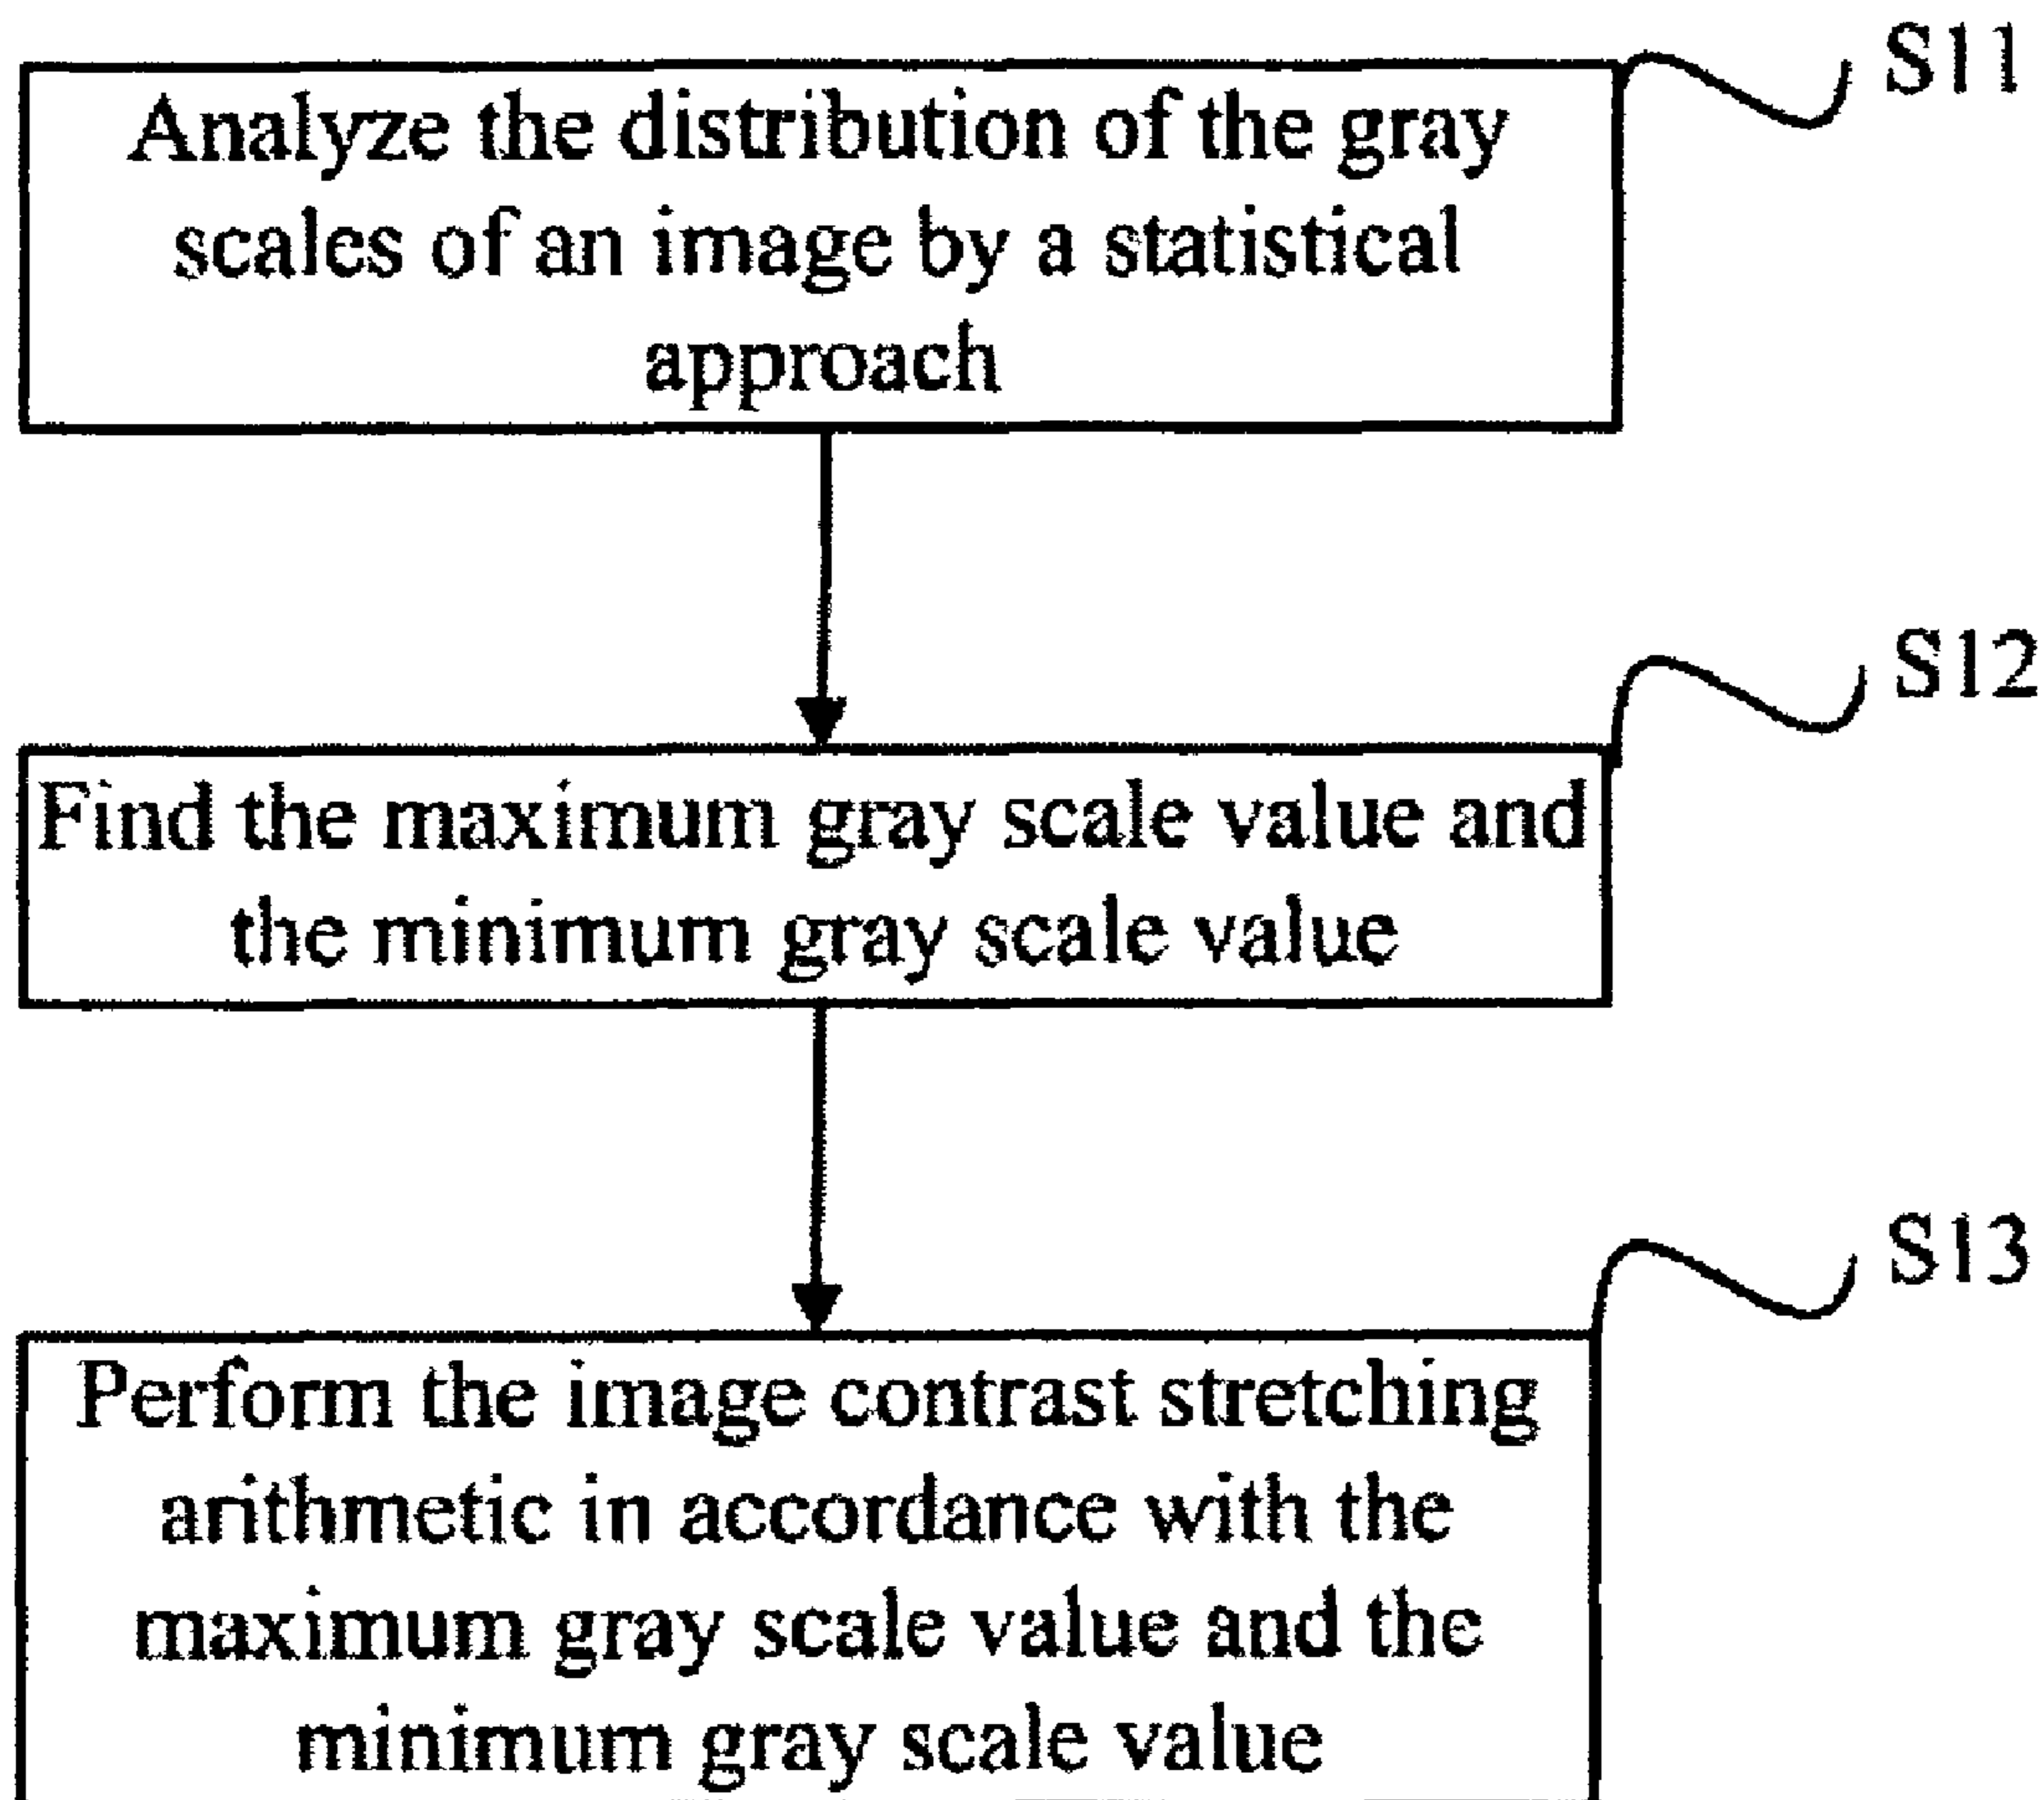 S11
Analyze the distribution of the gray
scales of an image by a statistical
approach
S12
Find the maximum gray scale value and
the minimum gray scale value
S13
Perform the image contrast stretching
arithmetic in accordance with the
maximum gray scale value and the
minimum gray scale value